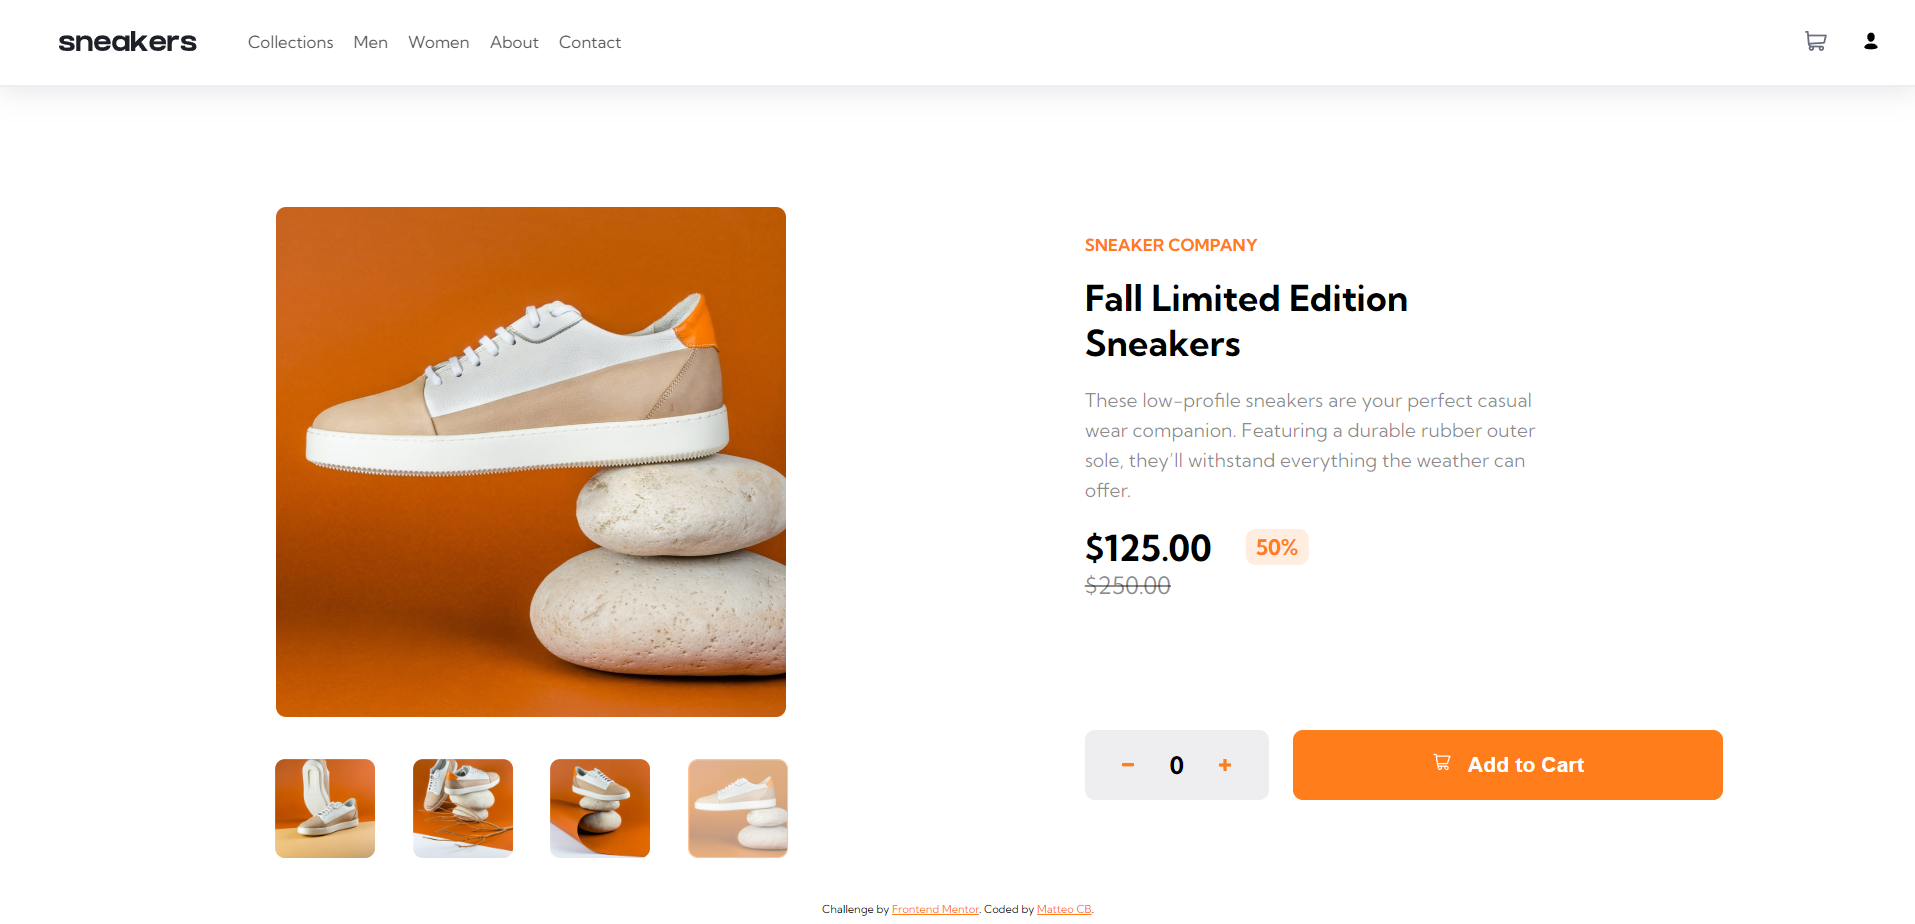 sneakers Collections Men Women About Contact
SNEAKER COMPANY
Fall Limited Edition
Sneakers
These low-profile sneakers are your perfect casual
wear companion. Featuring a durable rubber outer
sole, they’ll withstand everything the weather can
offer.
$125.00 50%
$250.00
− 0 + Add to Cart
Challenge by Frontend Mentor. Coded by Matteo CB.